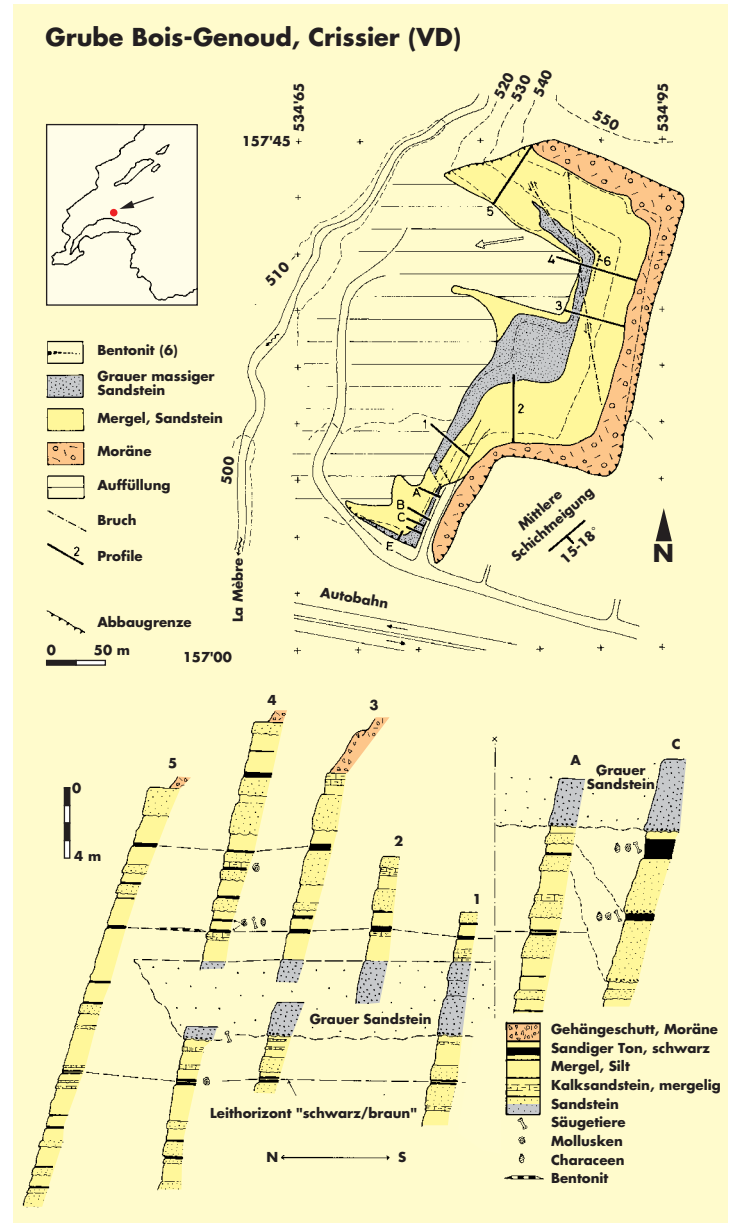 Grube Bois-Genoud, Crissier (VD)
534'65
520
530
540
550
534'95
157'45
510
500
5
4
6
3
2
1
A
B
C
E
Bentonit (6)
Grauer massiger
Sandstein
Mergel, Sandstein
Moräne
Auffüllung
Bruch
2
Profile
Abbaugrenze
0 50 m
157'00
La Mèbre
Autobahn
Mittlere
Schichtneigung
15-18°
N
5
4
3
2
1
A
C
0
4 m
Grauer
Sandstein
Grauer Sandstein
Leithorizont "schwarz/braun"
N
S
Gehängeschutt, Moräne
Sandiger Ton, schwarz
Mergel, Silt
Kalksandstein, mergelig
Sandstein
Säugetiere
Mollusken
Characeen
Bentonit